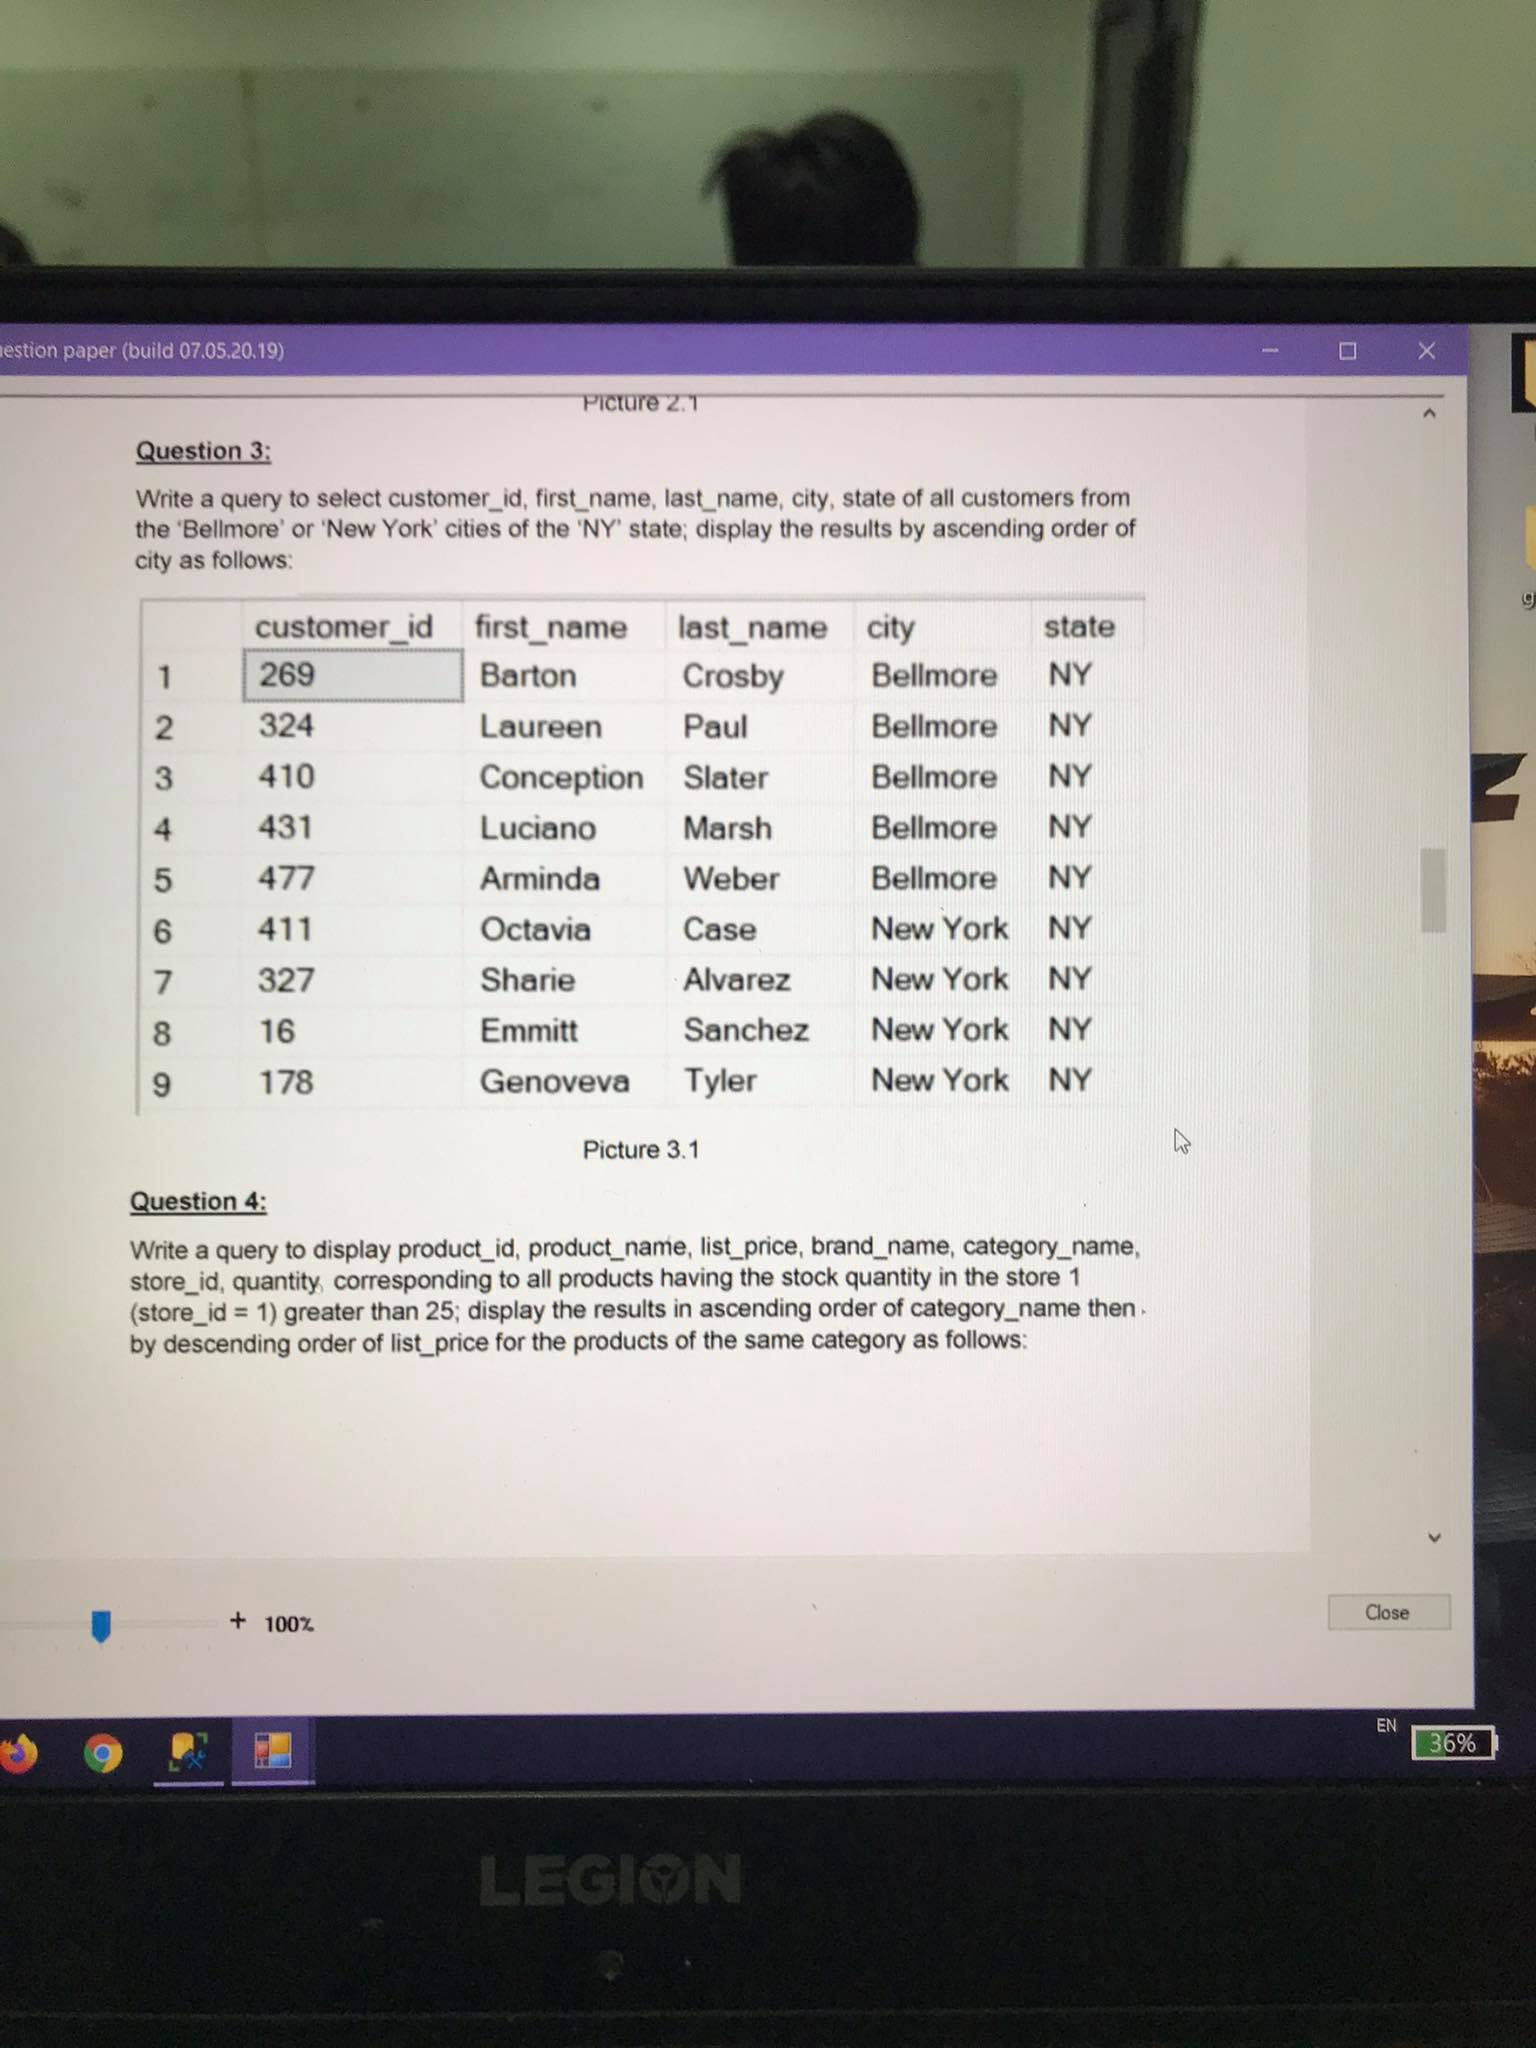 estion paper (build 07.05.20.19)
Picture 2.1
Question 3:
Write a query to select customer_id, first_name, last_name, city, state of all customers from
the ‘Bellmore’ or ‘New York’ cities of the ‘NY’ state; display the results by ascending order of
city as follows:
customer_id first_name last_name city state
1 269 Barton Crosby Bellmore NY
2 324 Laureen Paul Bellmore NY
3 410 Conception Slater Bellmore NY
4 431 Luciano Marsh Bellmore NY
5 477 Arminda Weber Bellmore NY
6 411 Octavia Case New York NY
7 327 Sharie Alvarez New York NY
8 16 Emmitt Sanchez New York NY
9 178 Genoveva Tyler New York NY
Picture 3.1
Question 4:
Write a query to display product_id, product_name, list_price, brand_name, category_name,
store_id, quantity, corresponding to all products having the stock quantity in the store 1
(store_id = 1) greater than 25; display the results in ascending order of category_name then
by descending order of list_price for the products of the same category as follows:
+ 100%
Close
EN
36%
LEGION